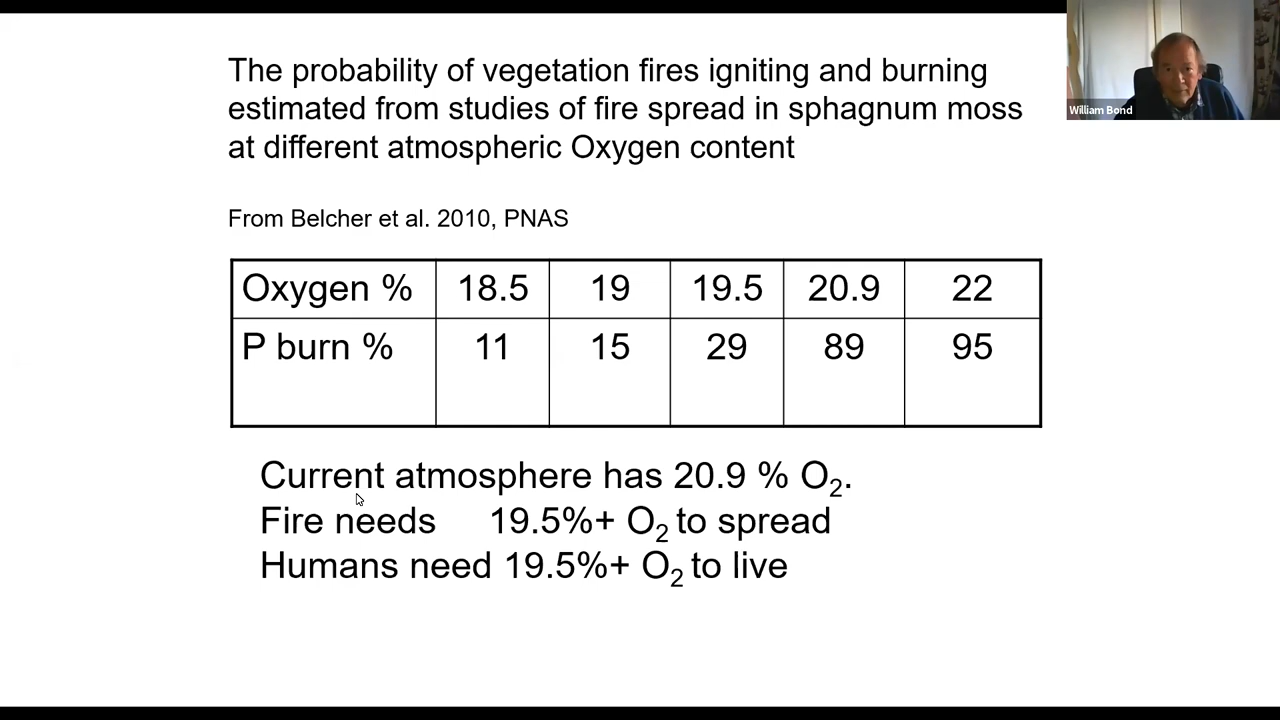 The probability of vegetation fires igniting and burning
estimated from studies of fire spread in sphagnum moss
at different atmospheric Oxygen content
William Bond
From Belcher et al. 2010, PNAS
Oxygen % 18.5 19 19.5 20.9 22
P burn % 11 15 29 89 95
Current atmosphere has 20.9 % O₂.
Fire needs 19.5%+ O₂ to spread
Humans need 19.5%+ O₂ to live